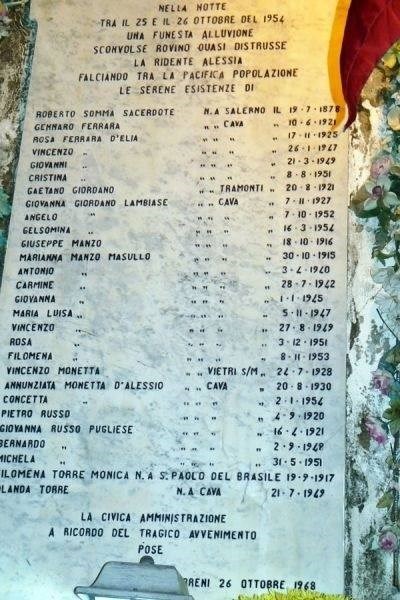 NELLA NOTTE
TRA IL 25 E IL 26 OTTOBRE DEL 1954
UNA FUNESTA ALLUVIONE
SCONVOLSE ROVINO QUASI DISTRUSSE
LA RIDENTE ALESSIA
FALCIANDO TRA LA PACIFICA POPOLAZIONE
LE SERENE ESISTENZE DI
ROBERTO SOMMA SACERDOTE N.A SALERNO IL 19-7-1878
GENNARO FERRARA „ „ CAVA „ 10-6-1921
ROSA FERRARA D'ELIA „ „ „ „ 17-11-1925
VINCENZO „ „ „ „ „ 26-1-1947
GIOVANNI „ „ „ „ „ 21-3-1949
CRISTINA „ „ „ „ „ 8-8-1951
GAETANO GIORDANO „ „ TRAMONTI „ 20-8-1921
GIOVANNA GIORDANO LAMBIASE „ „ CAVA „ 7-11-1927
ANGELO „ „ „ „ „ 7-10-1952
GELSOMINA „ „ „ „ „ 16-3-1954
GIUSEPPE MANZO „ „ „ „ 18-10-1916
MARIANNA MANZO MASULLO „ „ „ „ 30-10-1915
ANTONIO „ „ „ „ „ 3-4-1940
CARMINE „ „ „ „ „ 28-7-1942
GIOVANNA „ „ „ „ „ 1-1-1945
MARIA LUISA „ „ „ „ „ 5-11-1947
VINCENZO „ „ „ „ „ 27-8-1949
ROSA „ „ „ „ „ 3-12-1951
FILOMENA „ „ „ „ „ 8-11-1953
VINCENZO MONETTA „ „ VIETRI S/M „ 24-7-1928
ANNUNZIATA MONETTA D'ALESSIO „ „ CAVA „ 20-8-1930
CONCETTA „ „ „ „ „ 2-1-1954
PIETRO RUSSO „ „ „ „ 4-9-1920
GIOVANNA RUSSO PUGLIESE „ „ „ „ 16-4-1921
BERNARDO „ „ „ „ „ 2-9-1948
MICHELA „ „ „ „ „ 31-5-1951
FILOMENA TORRE MONICA N.A S.PAOLO DEL BRASILE 19-9-1917
OLANDA TORRE N.A CAVA 21-7-1949
LA CIVICA AMMINISTRAZIONE
A RICORDO DEL TRAGICO AVVENIMENTO
POSE
RRENI 26 OTTOBRE 1968